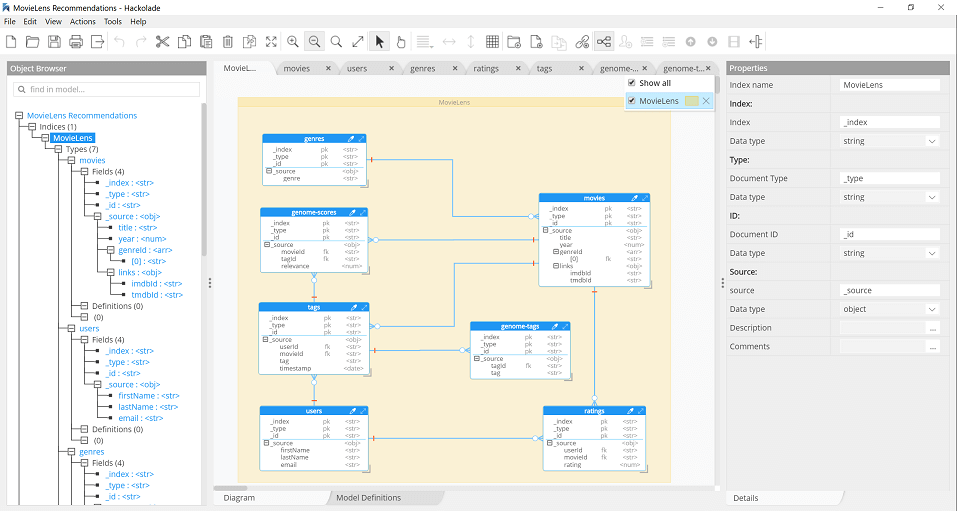 MovieLens Recommendations - Hackolade
File Edit View Actions Tools Help
Object Browser
find in model...
MovieLens Recommendations
Indices (1)
MovieLens
Types (7)
movies
Fields (4)
_index : <str>
_type : <str>
_id : <str>
_source : <obj>
title : <str>
year : <num>
genreId : <arr>
[0] : <str>
links : <obj>
imdbId : <str>
tmdbId : <str>
Definitions (0)
(0)
users
Fields (4)
_index : <str>
_type : <str>
_id : <str>
_source : <obj>
firstName : <str>
lastName : <str>
email : <str>
Definitions (0)
(0)
genres
Fields (4)
_index : <str>
_type : <str>
_id : <str>
MovieL... movies users genres ratings tags genome-... genome-t...
Show all
MovieLens
MovieLens
genres
_index pk <str>
_type pk <str>
_id pk <str>
_source <obj>
genre <str>
genome-scores
_index pk <str>
_type pk <str>
_id pk <str>
_source <obj>
movieId fk <str>
tagId fk <str>
relevance <num>
movies
_index pk <str>
_type pk <str>
_id pk <str>
_source <obj>
title <str>
year <num>
genreId <arr>
[0] fk <str>
links <obj>
imdbId <str>
tmdbId <str>
tags
_index pk <str>
_type pk <str>
_id pk <str>
_source <obj>
userId fk <str>
movieId fk <str>
tag <str>
timestamp <date>
genome-tags
_index pk <str>
_type pk <str>
_id pk <str>
_source <obj>
tagId fk <str>
tag <str>
users
_index pk <str>
_type pk <str>
_id pk <str>
_source <obj>
firstName <str>
lastName <str>
email <str>
ratings
_index pk <str>
_type pk <str>
_id pk <str>
_source <obj>
userId fk <str>
movieId fk <str>
rating <num>
Diagram Model Definitions
Properties
Index name MovieLens
Index:
Index _index
Data type string
Type:
Document Type _type
Data type string
ID:
Document ID _id
Data type string
Source:
source _source
Data type object
Description ...
Comments ...
Details